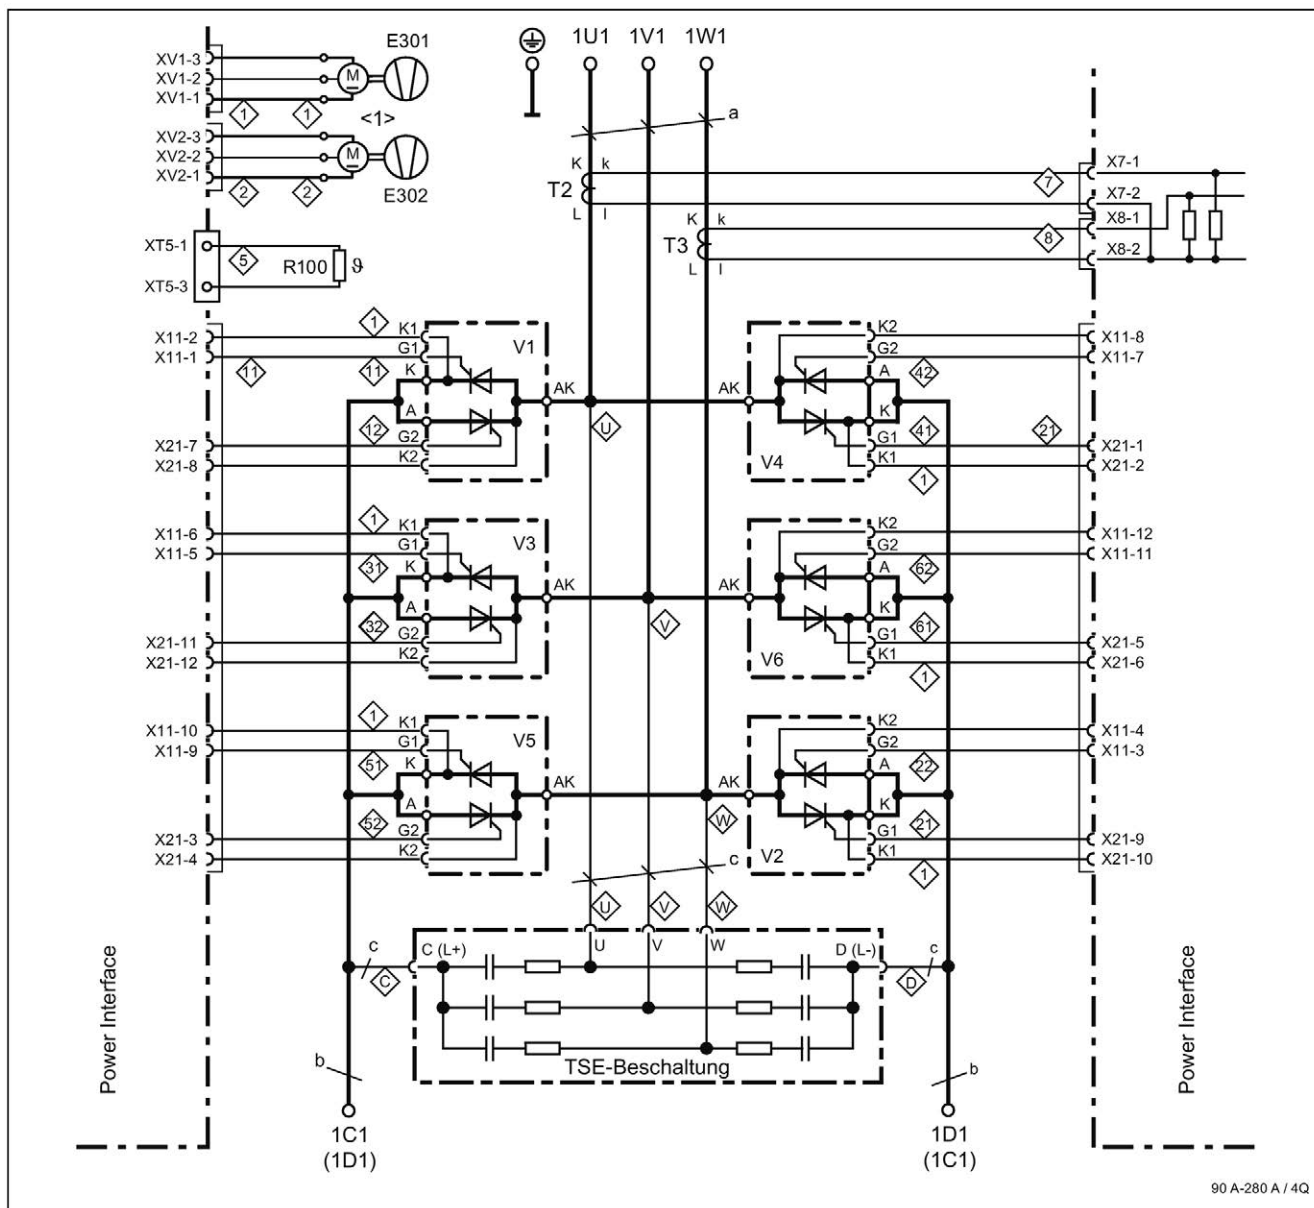 E301
1U1 1V1 1W1
XV1-3
XV1-2
XV1-1
M
1 1
<1>
a
XV2-3
XV2-2
XV2-1
M
2 2
E302
K k
T2
L l
7
X7-1
X7-2
K k
T3
L l
8
X8-1
X8-2
XT5-1
XT5-3
5
R100 ϑ
X11-2
X11-1
11
1
11
K1
G1
K
A
12
G2
K2
V1
AK
X21-7
X21-8
U
AK
V4
K2
G2
A
K
G1
K1
42
41
1
21
X11-8
X11-7
X21-1
X21-2
X11-6
X11-5
1
31
K1
G1
K
A
32
G2
K2
V3
AK
X21-11
X21-12
V
AK
V6
K2
G2
A
K
G1
K1
62
61
1
X11-12
X11-11
X21-5
X21-6
X11-10
X11-9
1
51
K1
G1
K
A
52
G2
K2
V5
AK
X21-3
X21-4
W
AK
V2
K2
G2
A
K
G1
K1
22
21
1
X11-4
X11-3
X21-9
X21-10
c
U V W
U V W
c
C
C (L+)
D (L-)
D
c
TSE-Beschaltung
b
b
Power Interface
Power Interface
1C1
(1D1)
1D1
(1C1)
90 A-280 A / 4Q